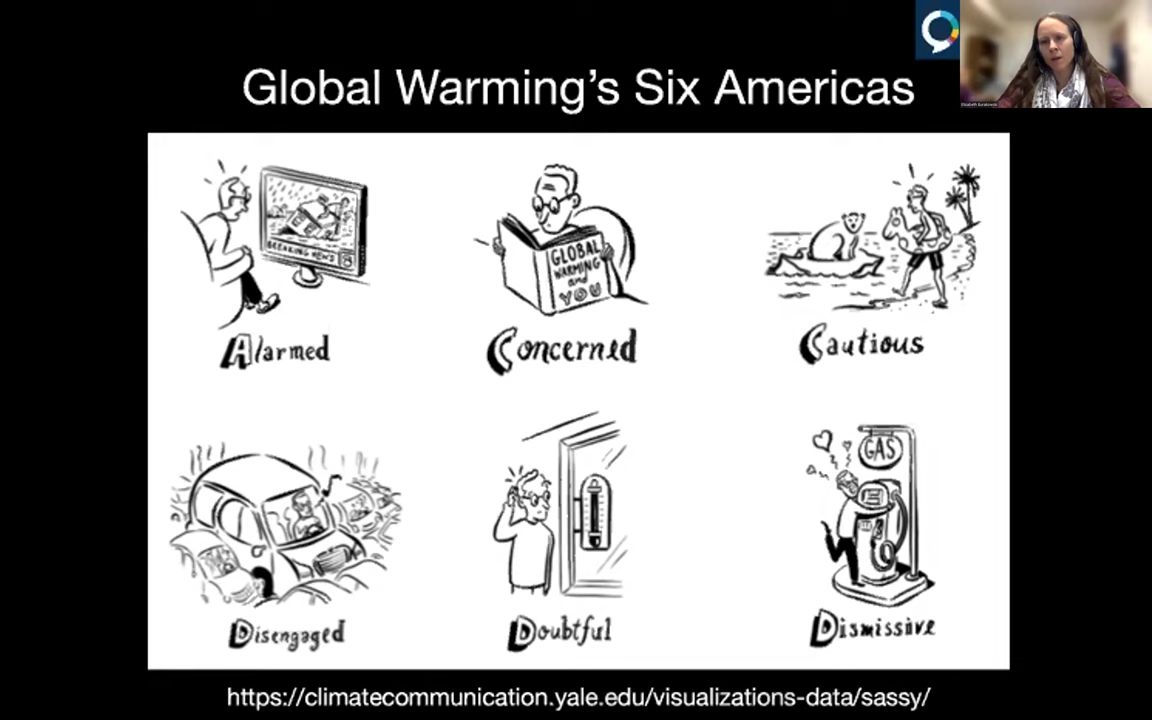 Global Warming's Six Americas
BREAKING NEWS
GLOBAL
WARMING
and
YOU
Alarmed
Concerned
Cautious
GAS
Disengaged
Doubtful
Dismissive
https://climatecommunication.yale.edu/visualizations-data/sassy/